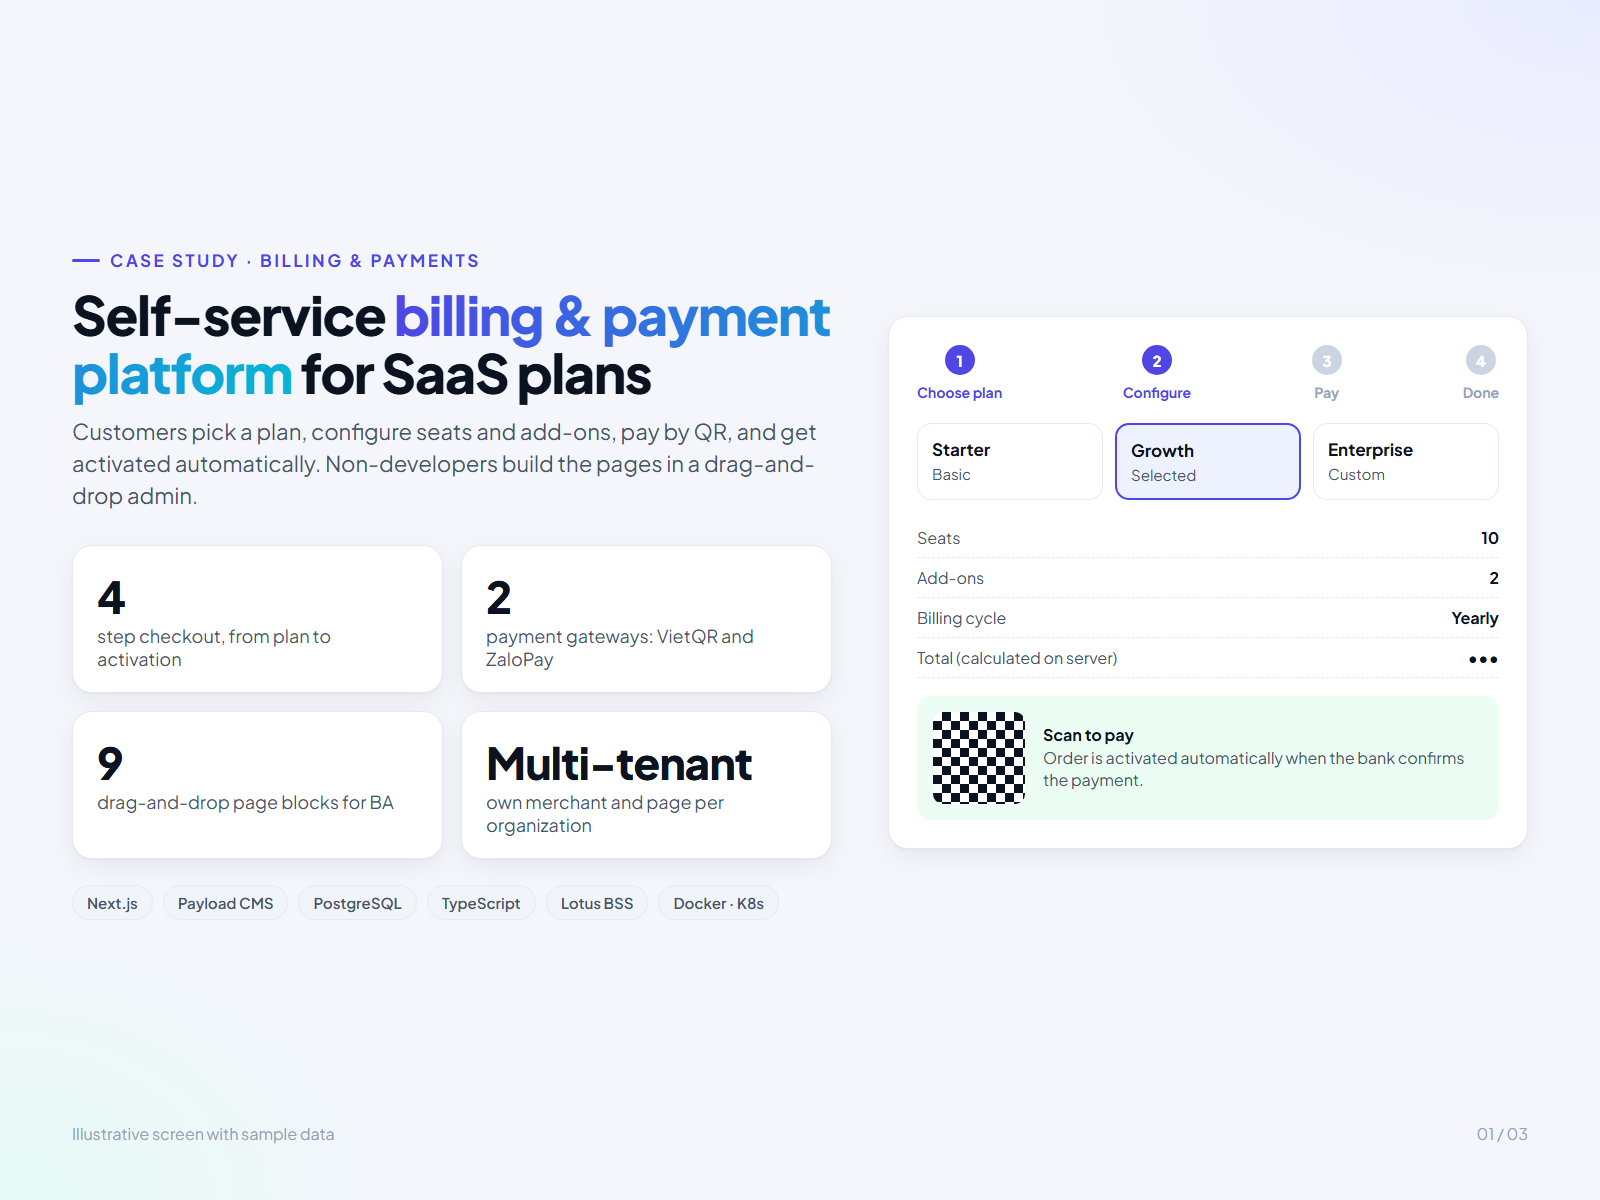 CASE STUDY · BILLING & PAYMENTS
Self-service billing & payment
platform for SaaS plans
Customers pick a plan, configure seats and add-ons, pay by QR, and get
activated automatically. Non-developers build the pages in a drag-and-
drop admin.
4
step checkout, from plan to
activation
2
payment gateways: VietQR and
ZaloPay
9
drag-and-drop page blocks for BA
Multi-tenant
own merchant and page per
organization
Next.js
Payload CMS
PostgreSQL
TypeScript
Lotus BSS
Docker · K8s
1
Choose plan
2
Configure
3
Pay
4
Done
Starter
Basic
Growth
Selected
Enterprise
Custom
Seats 10
Add-ons 2
Billing cycle Yearly
Total (calculated on server) •••
Scan to pay
Order is activated automatically when the bank confirms
the payment.
Illustrative screen with sample data
01 / 03